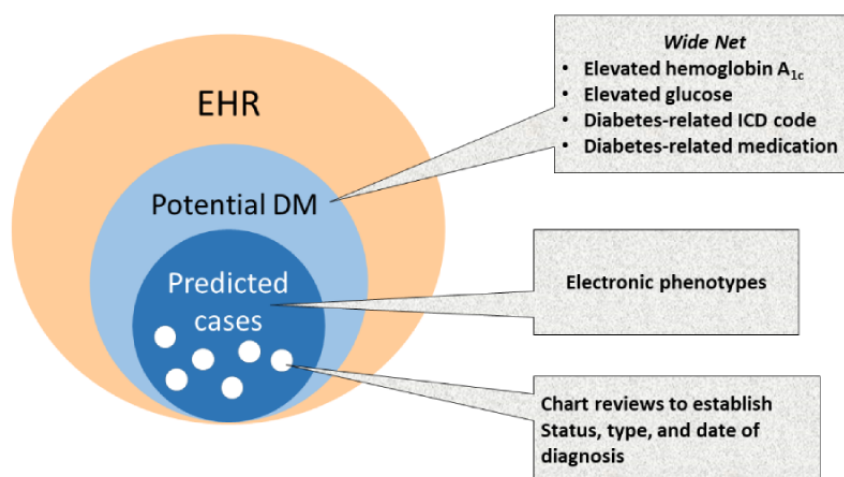 EHR
Potential DM
Predicted
cases
Wide Net
• Elevated hemoglobin A1c
• Elevated glucose
• Diabetes-related ICD code
• Diabetes-related medication
Electronic phenotypes
Chart reviews to establish
Status, type, and date of
diagnosis